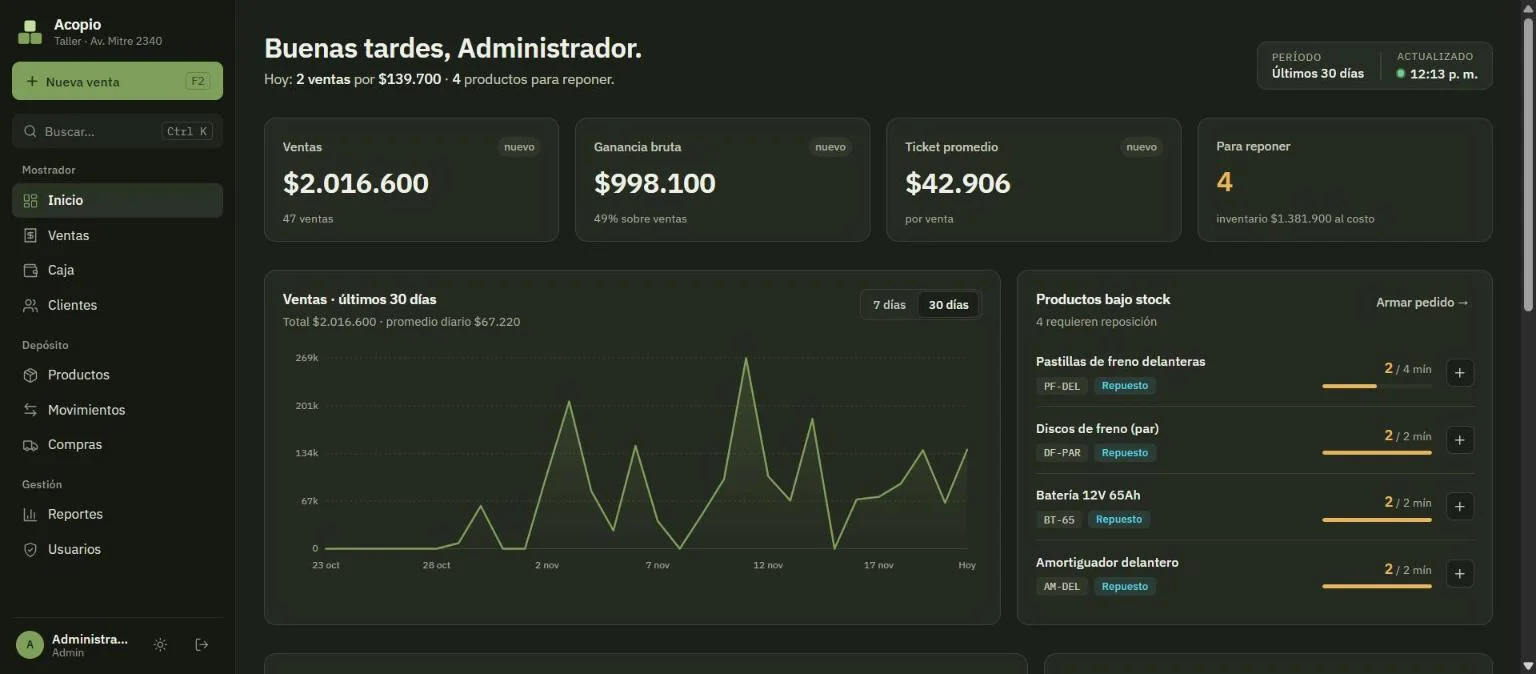 Acopio
Taller · Av. Mitre 2340
+ Nueva venta F2
Buscar... Ctrl K
Mostrador
Inicio
Ventas
Caja
Clientes
Depósito
Productos
Movimientos
Compras
Gestión
Reportes
Usuarios
A Administra...
Admin
Buenas tardes, Administrador.
Hoy: 2 ventas por $139.700 · 4 productos para reponer.
PERÍODO
Últimos 30 días
ACTUALIZADO
12:13 p. m.
Ventas nuevo
$2.016.600
47 ventas
Ganancia bruta nuevo
$998.100
49% sobre ventas
Ticket promedio nuevo
$42.906
por venta
Para reponer
4
inventario $1.381.900 al costo
Ventas · últimos 30 días
Total $2.016.600 · promedio diario $67.220
7 días 30 días
269k
201k
134k
67k
0
23 oct 28 oct 2 nov 7 nov 12 nov 17 nov Hoy
Productos bajo stock
4 requieren reposición
Armar pedido →
Pastillas de freno delanteras
PF-DEL Repuesto
2 / 4 mín +
Discos de freno (par)
DF-PAR Repuesto
2 / 2 mín +
Batería 12V 65Ah
BT-65 Repuesto
2 / 2 mín +
Amortiguador delantero
AM-DEL Repuesto
2 / 2 mín +